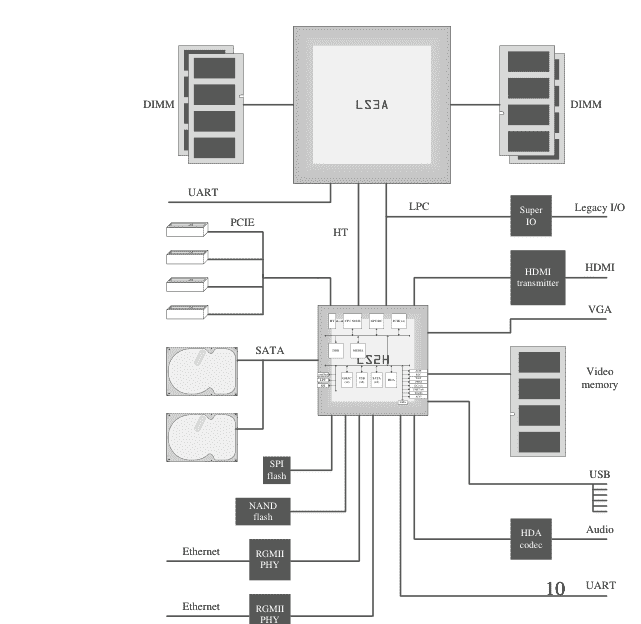 LS3A
DIMM
DIMM
UART
LPC
Super
IO
Legacy I/O
PCIE
HT
HDMI
transmitter
HDMI
VGA
LS2H
SATA
Video
memory
SPI
flash
USB
NAND
flash
HDA
codec
Audio
Ethernet
RGMII
PHY
10
UART
Ethernet
RGMII
PHY